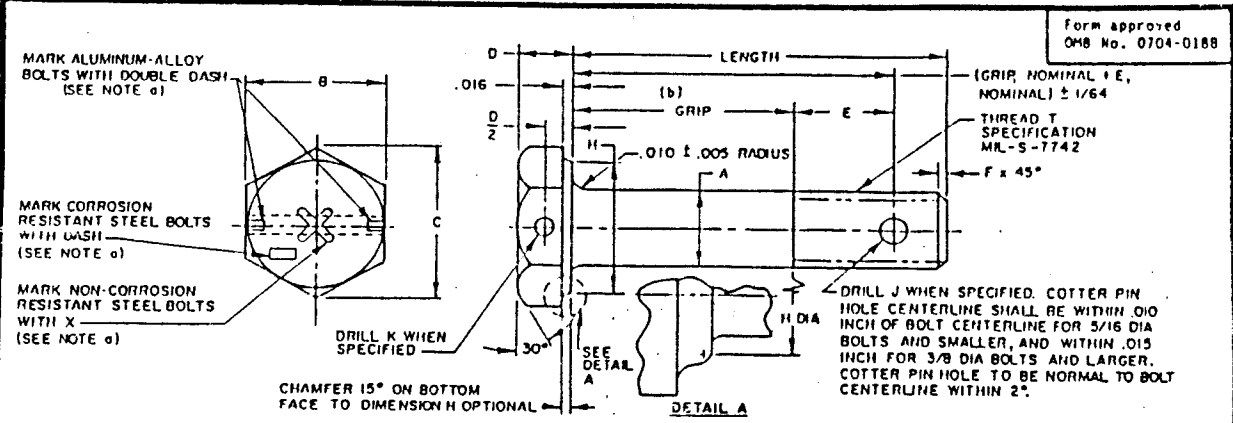 Form approved
OMB No. 0704-0188
MARK ALUMINUM-ALLOY
BOLTS WITH DOUBLE DASH
(SEE NOTE a)
B
D
LENGTH
.016
(b)
(GRIP, NOMINAL + E,
NOMINAL) ± 1/64
D
2
GRIP
E
H
THREAD T
SPECIFICATION
MIL-S-7742
.010 ± .005 RADIUS
A
F x 45°
C
MARK CORROSION
RESISTANT STEEL BOLTS
WITH DASH
(SEE NOTE a)
MARK NON-CORROSION
RESISTANT STEEL BOLTS
WITH X
(SEE NOTE a)
DRILL K WHEN
SPECIFIED
30°
SEE
DETAIL
A
H DIA
DRILL J WHEN SPECIFIED. COTTER PIN
HOLE CENTERLINE SHALL BE WITHIN .010
INCH OF BOLT CENTERLINE FOR 5/16 DIA
BOLTS AND SMALLER, AND WITHIN .015
INCH FOR 3/8 DIA BOLTS AND LARGER.
COTTER PIN HOLE TO BE NORMAL TO BOLT
CENTERLINE WITHIN 2°.
CHAMFER 15° ON BOTTOM
FACE TO DIMENSION H OPTIONAL
DETAIL A